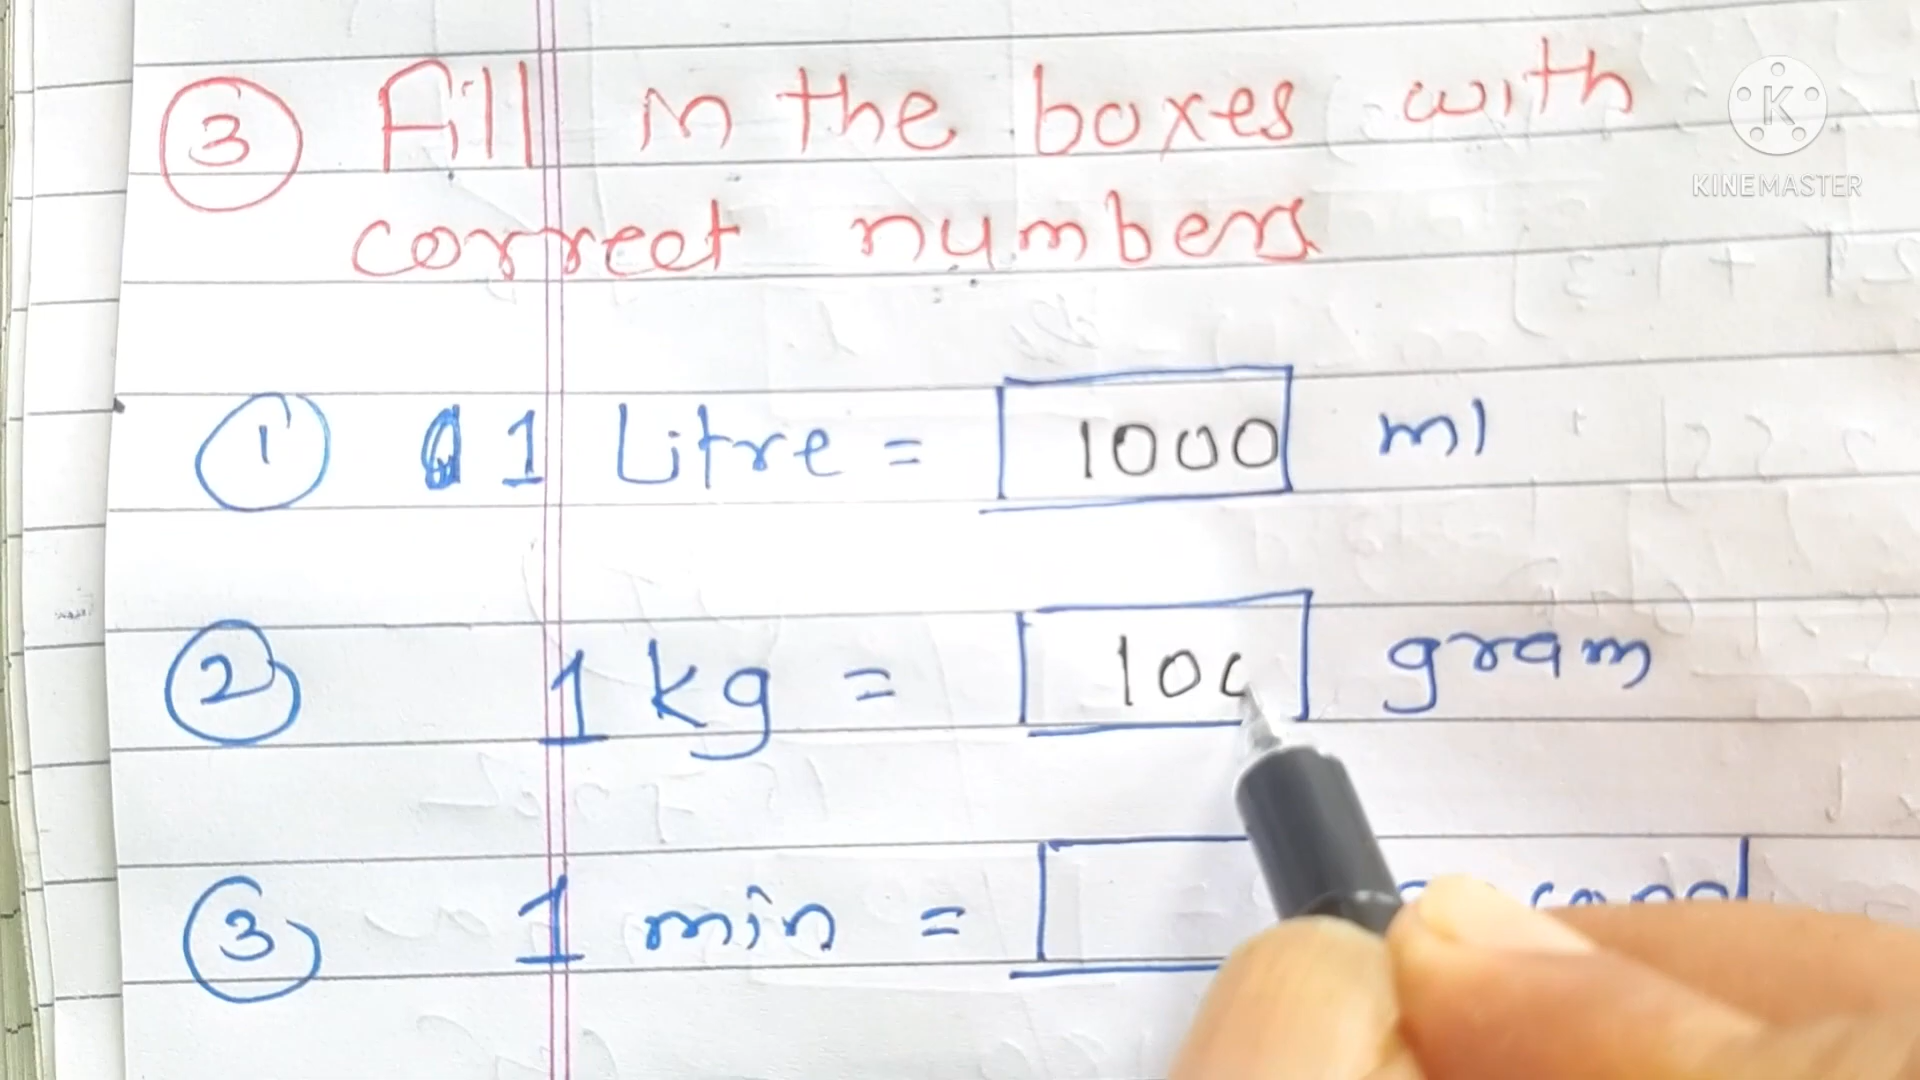 3 Fill in the boxes with
correct numbers
K
KINEMASTER
1 1 Litre = 1000 ml
2 1 kg = 100 gram
3 1 min =